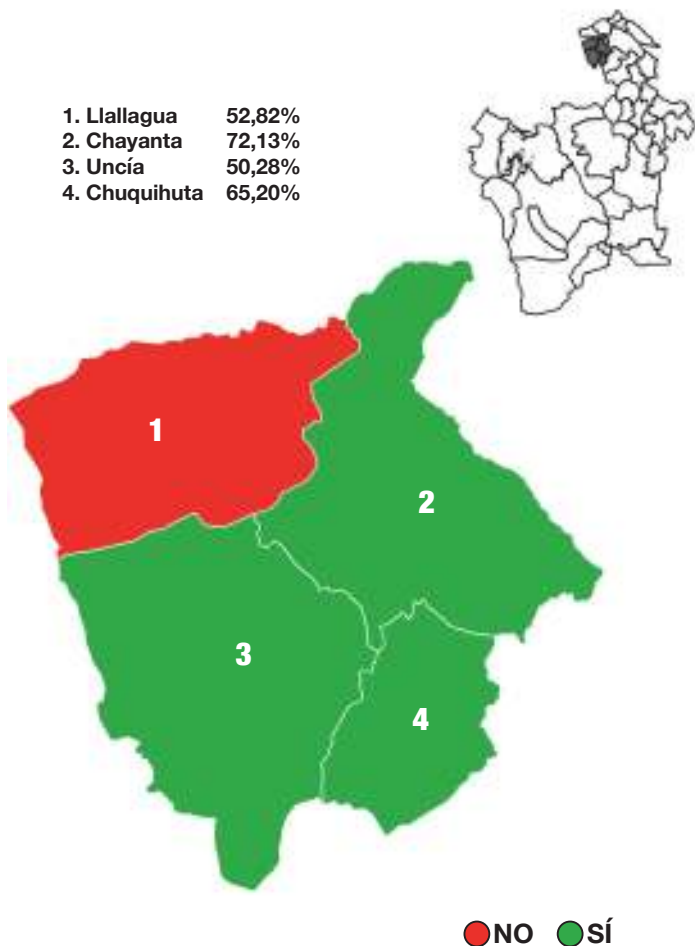 1. Llallagua 52,82%
2. Chayanta 72,13%
3. Uncía 50,28%
4. Chuquihuta 65,20%
1
2
3
4
NO SÍ